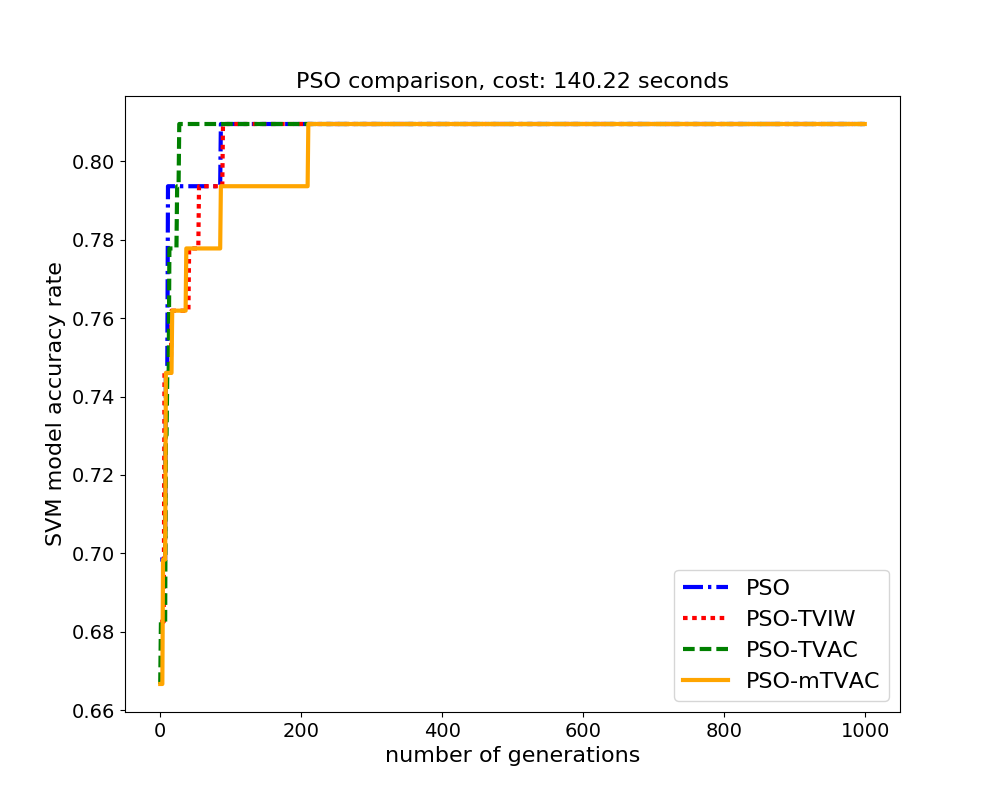 PSO comparison, cost: 140.22 seconds
SVM model accuracy rate
0.80
0.78
0.76
0.74
0.72
0.70
0.68
0.66
0
200
400
600
800
1000
number of generations
PSO
PSO-TVIW
PSO-TVAC
PSO-mTVAC